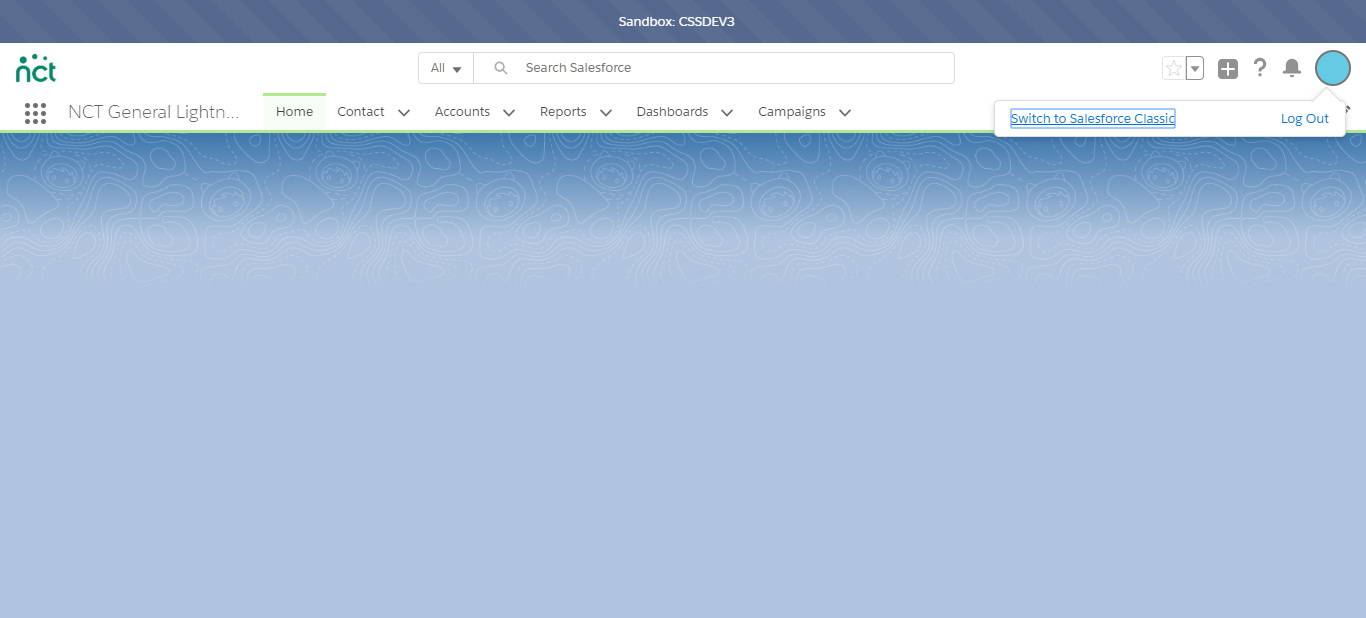 Sandbox: CSSDEV3
nct
All
Search Salesforce
NCT General Lightn...
Home
Contact
Accounts
Reports
Dashboards
Campaigns
Switch to Salesforce Classic
Log Out